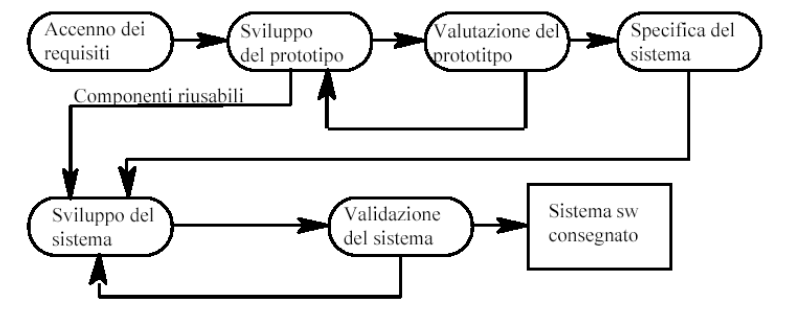 Accenno dei
requisiti
Sviluppo
del prototipo
Valutazione del
prototitpo
Specifica del
sistema
Componenti riusabili
Sviluppo del
sistema
Validazione
del sistema
Sistema sw
consegnato